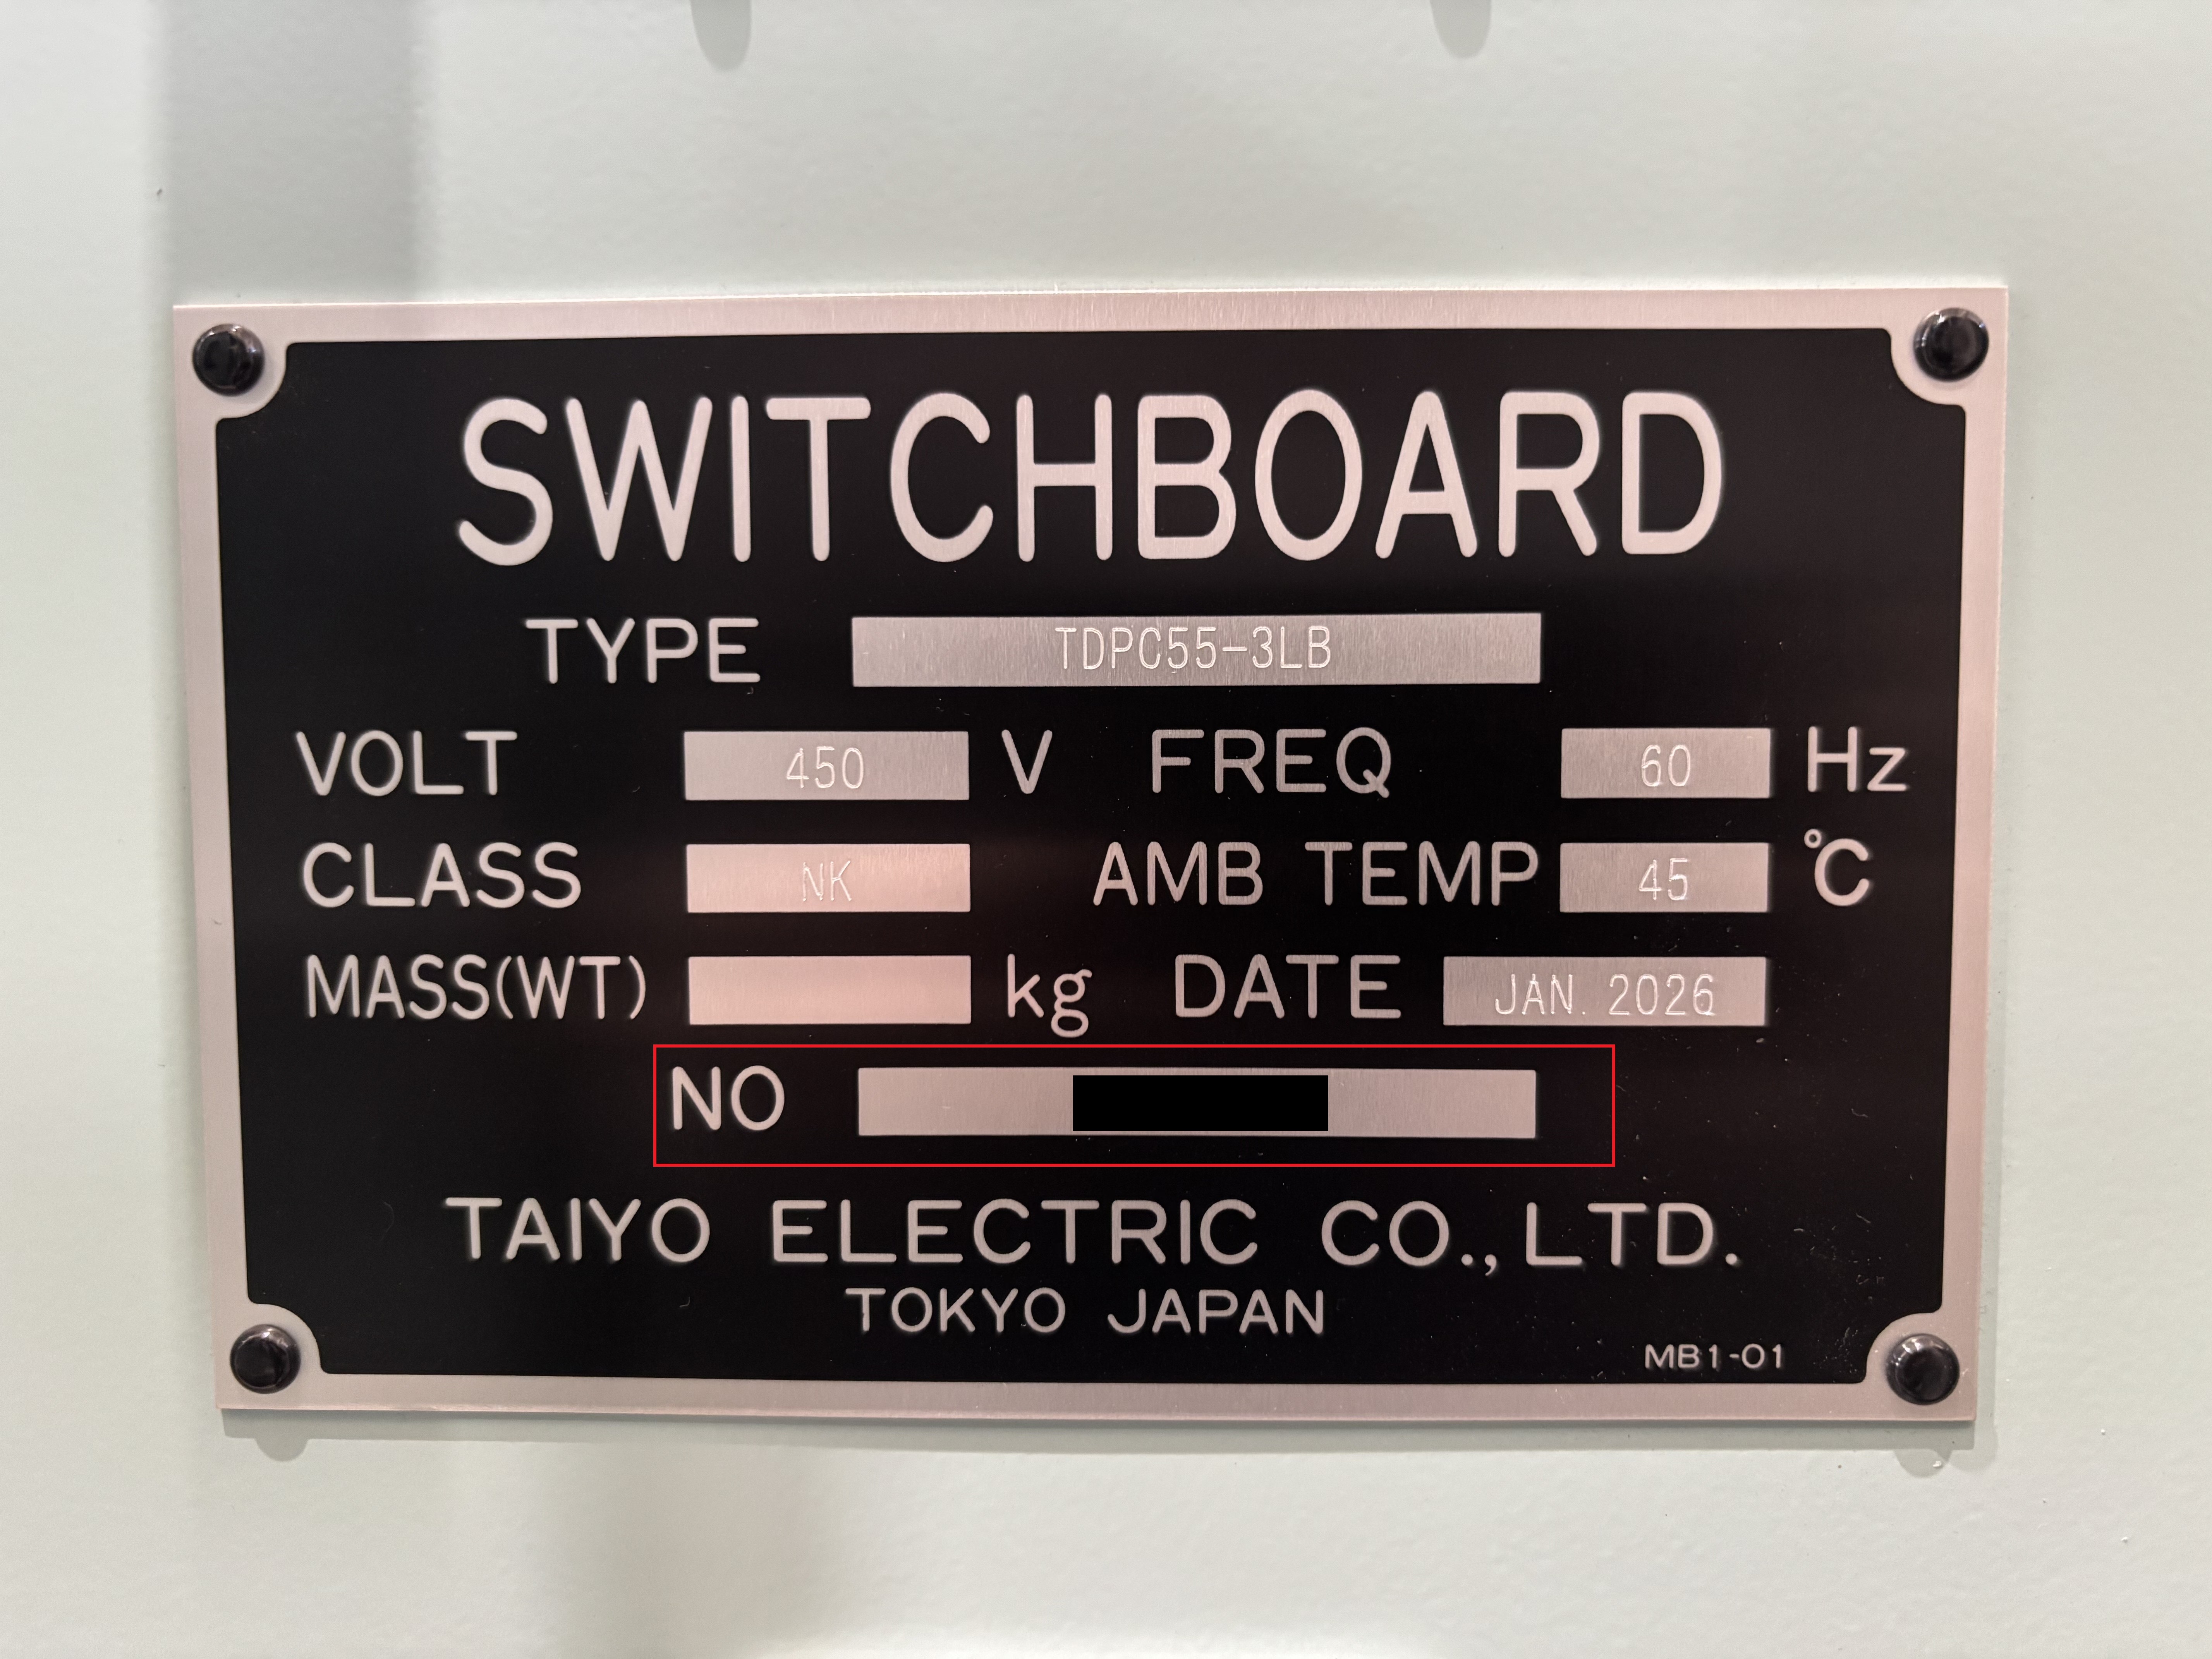 SWITCHBOARD
TYPE TDPC55-3LB
VOLT 450 V FREQ 60 Hz
CLASS NK AMB TEMP 45 °C
MASS(WT) kg DATE JAN. 2026
NO
TAIYO ELECTRIC CO., LTD.
TOKYO JAPAN
MB1-01